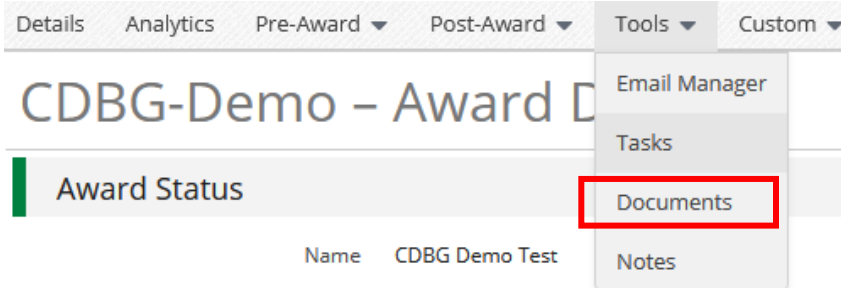 Details Analytics Pre-Award Post-Award Tools Custom
CDBG-Demo – Award D
Email Manager
Tasks
Award Status
Documents
Name CDBG Demo Test
Notes